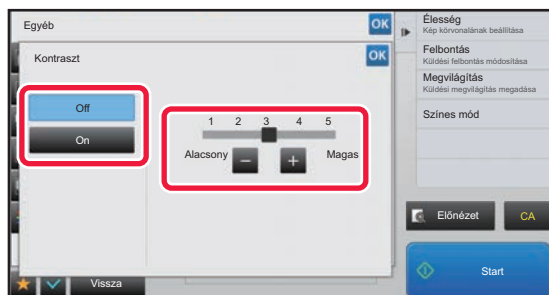 Egyéb
OK
Kontraszt
OK
Off
On
1 2 3 4 5
Alacsony
Magas
Vissza
Élesség
Kép körvonalának beállítása
Felbontás
Küldési felbontás módosítása
Megvilágítás
Küldési megvilágítás megadása
Színes mód
Előnézet
CA
Start